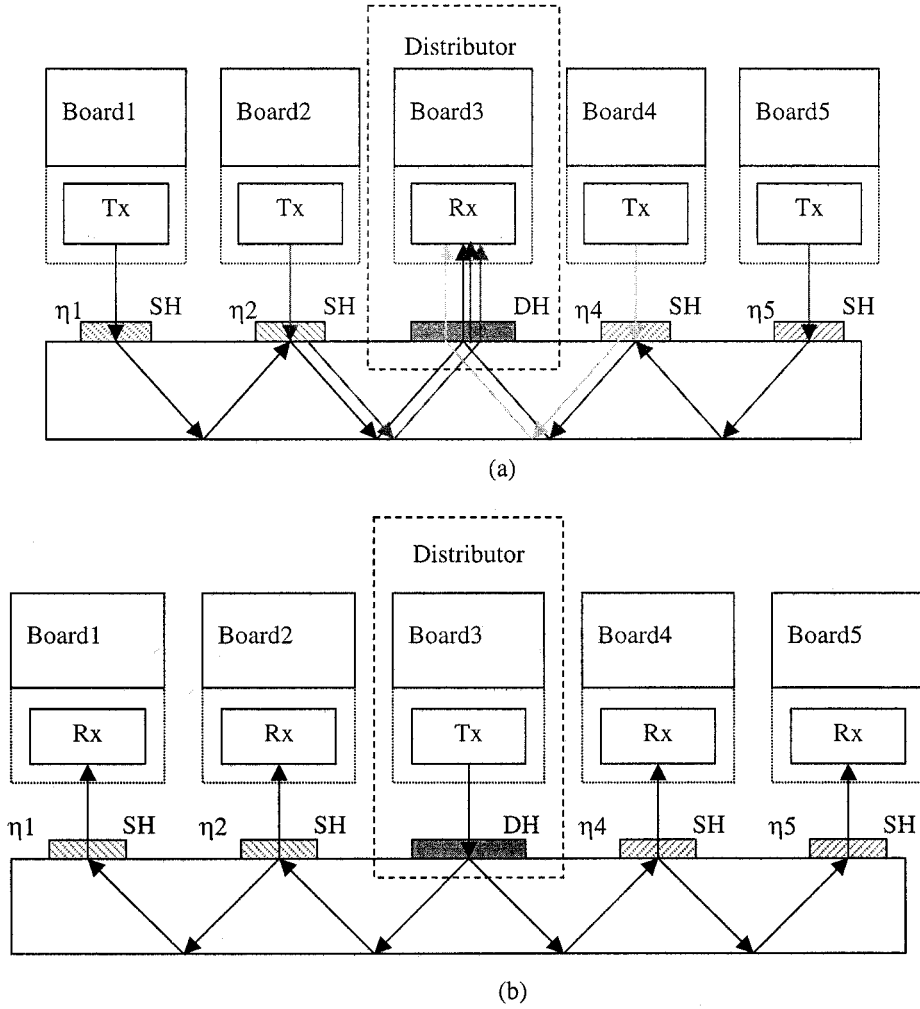 Distributor
Board1 Board2 Board3 Board4 Board5
Tx Tx Rx Tx Tx
η1 SH η2 SH DH η4 SH η5 SH
(a)
Distributor
Board1 Board2 Board3 Board4 Board5
Rx Rx Tx Rx Rx
η1 SH η2 SH DH η4 SH η5 SH
(b)